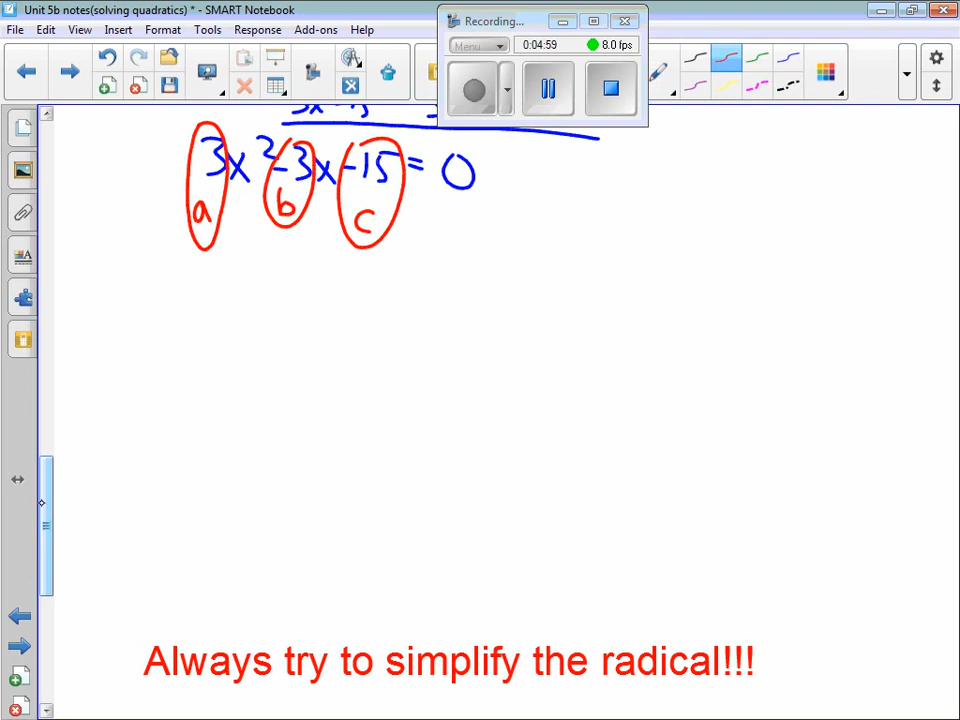 Unit 5b notes(solving quadratics) * - SMART Notebook
Recording...
File Edit View Insert Format Tools Response Add-ons Help
Menu 0:04:59 8.0 fps
3x² -3x -15 = 0
a b c
Always try to simplify the radical!!!